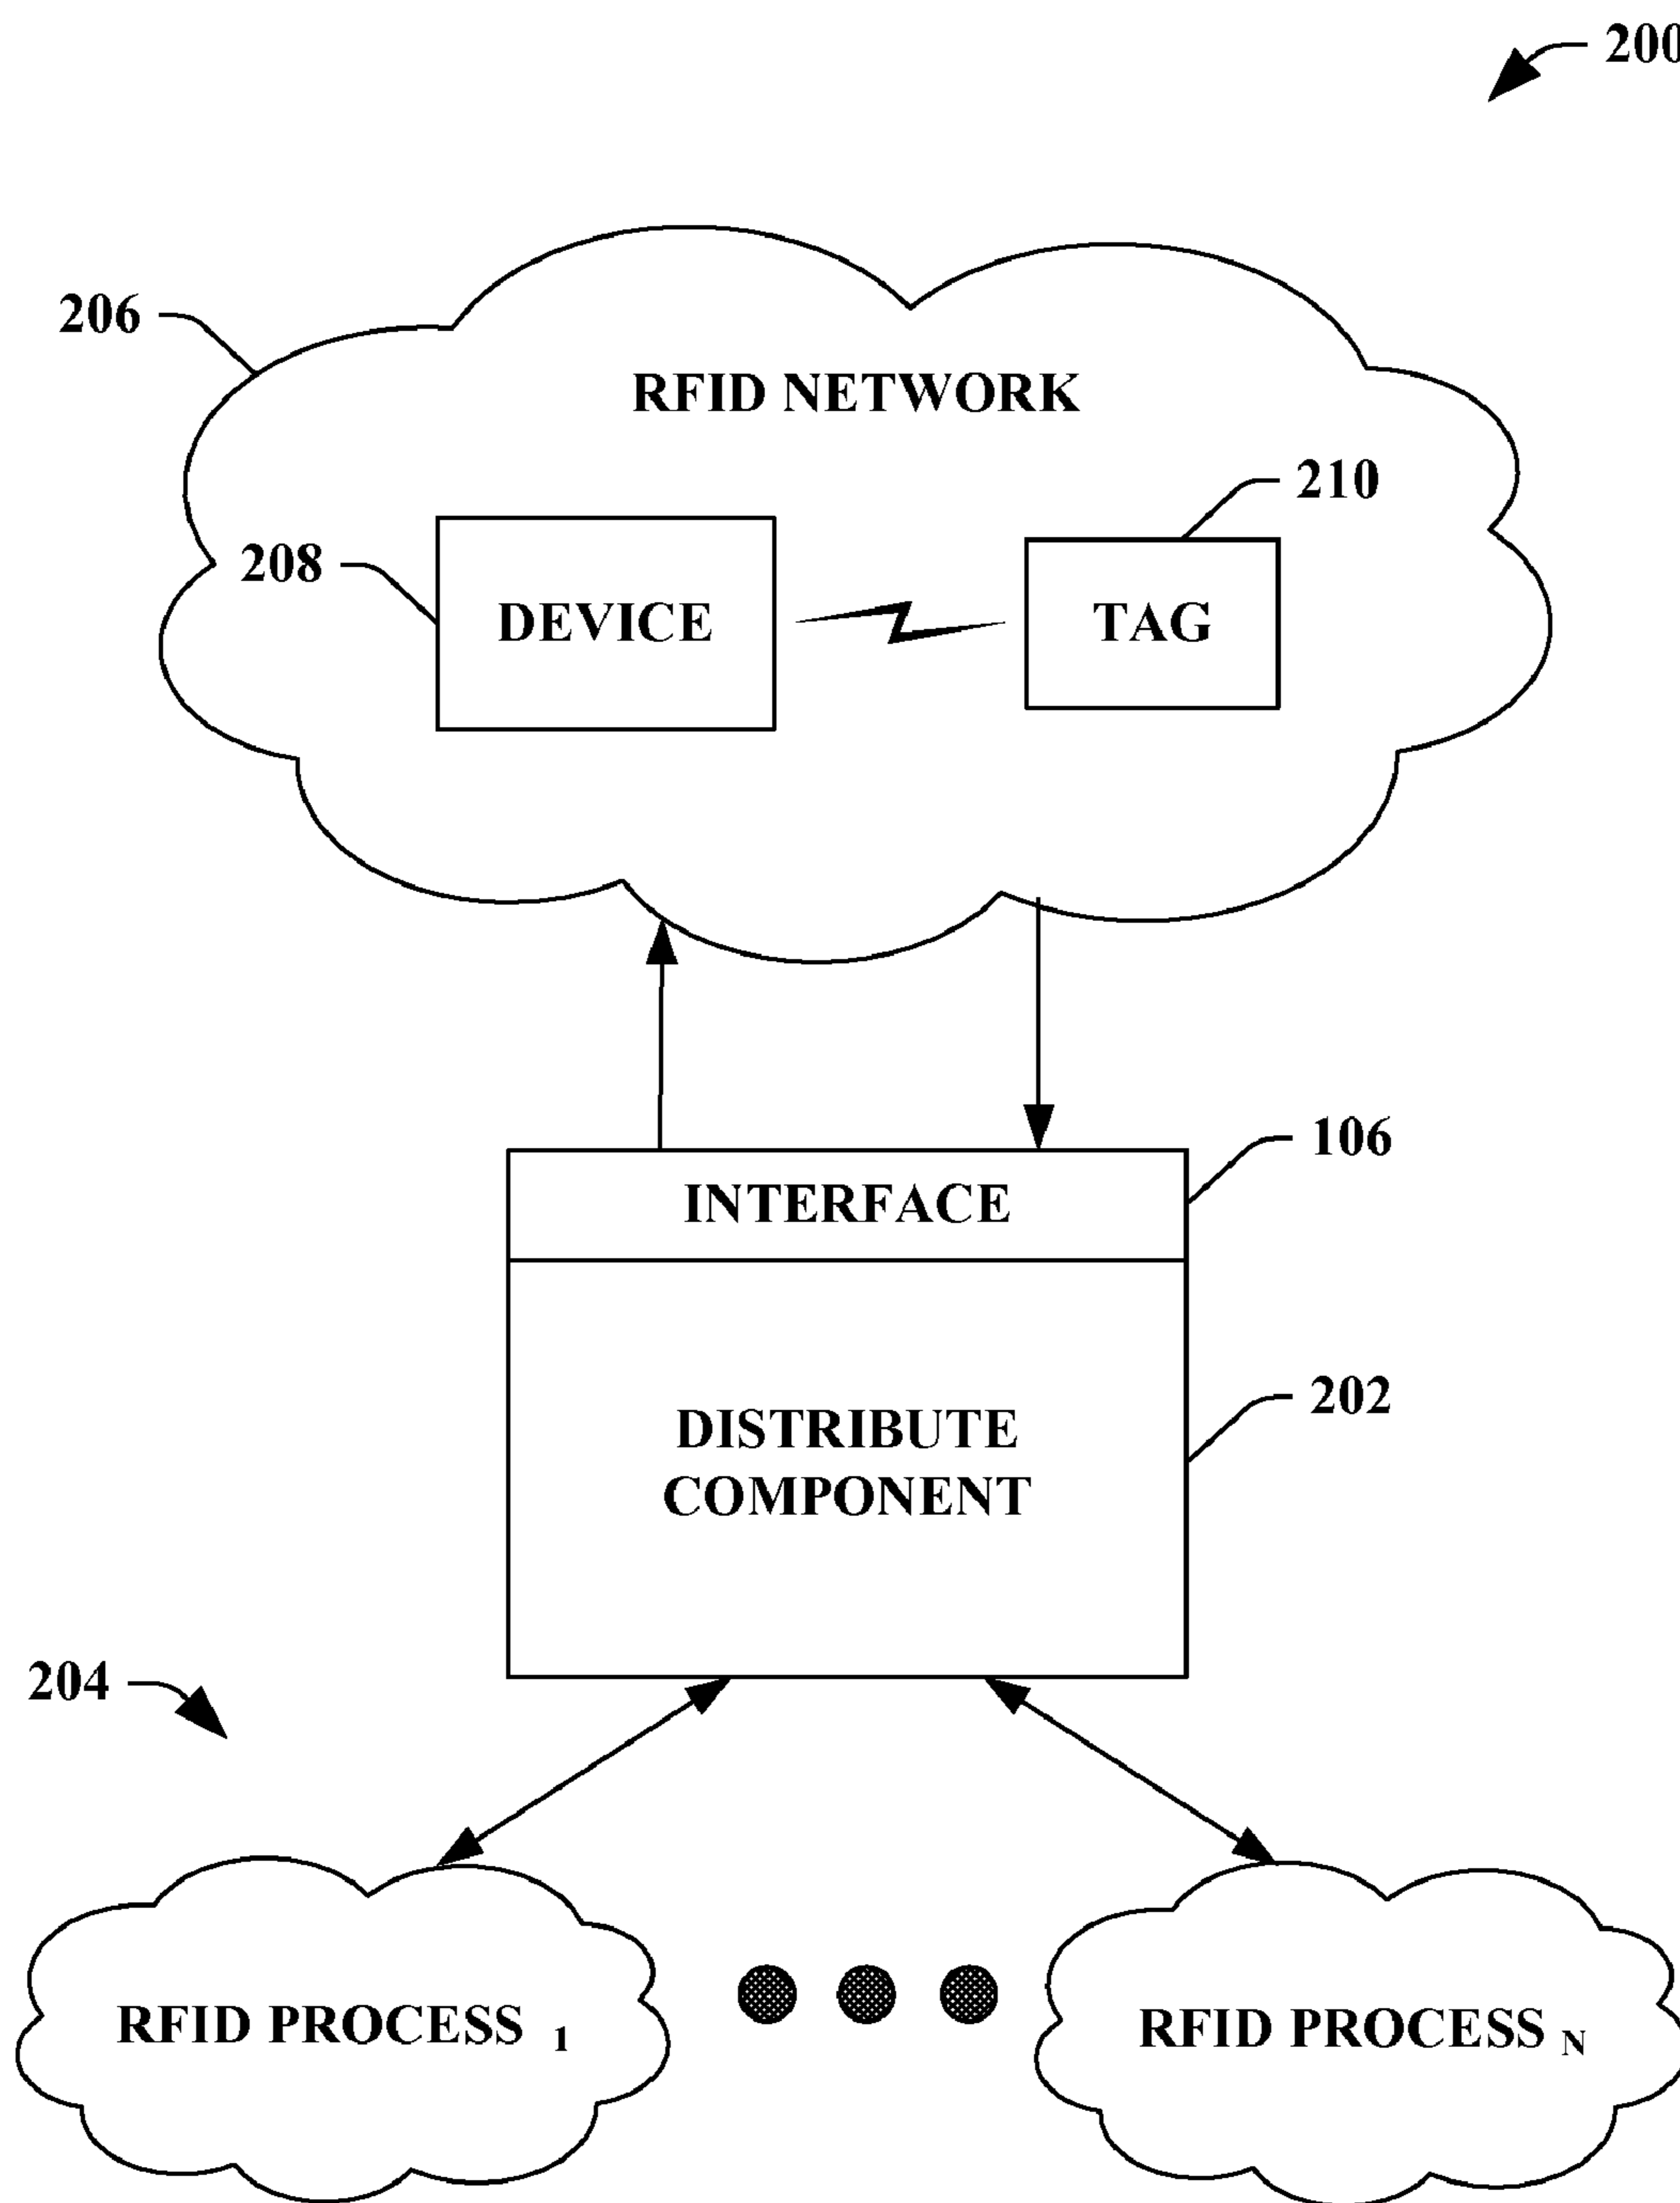 200
206
RFID NETWORK
210
208
DEVICE
TAG
106
INTERFACE
202
DISTRIBUTE
COMPONENT
204
RFID PROCESS 1
RFID PROCESS N